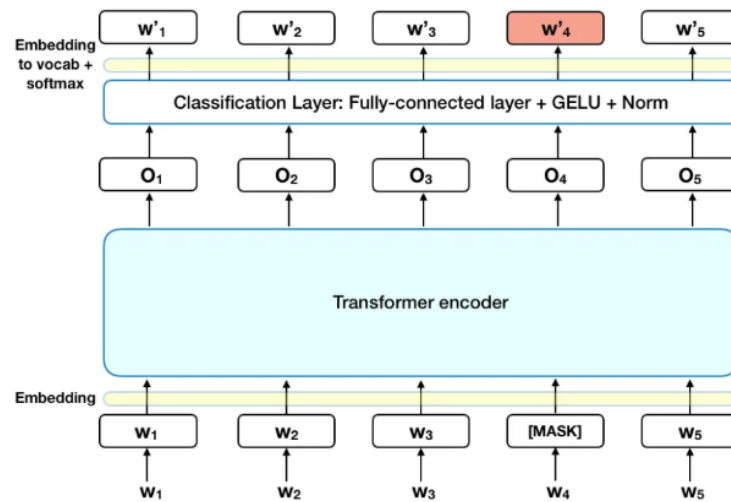 w'₁ w'₂ w'₃ w'₄ w'₅
Embedding
to vocab +
softmax
Classification Layer: Fully-connected layer + GELU + Norm
O₁ O₂ O₃ O₄ O₅
Transformer encoder
Embedding
w₁ w₂ w₃ [MASK] w₅
w₁ w₂ w₃ w₄ w₅